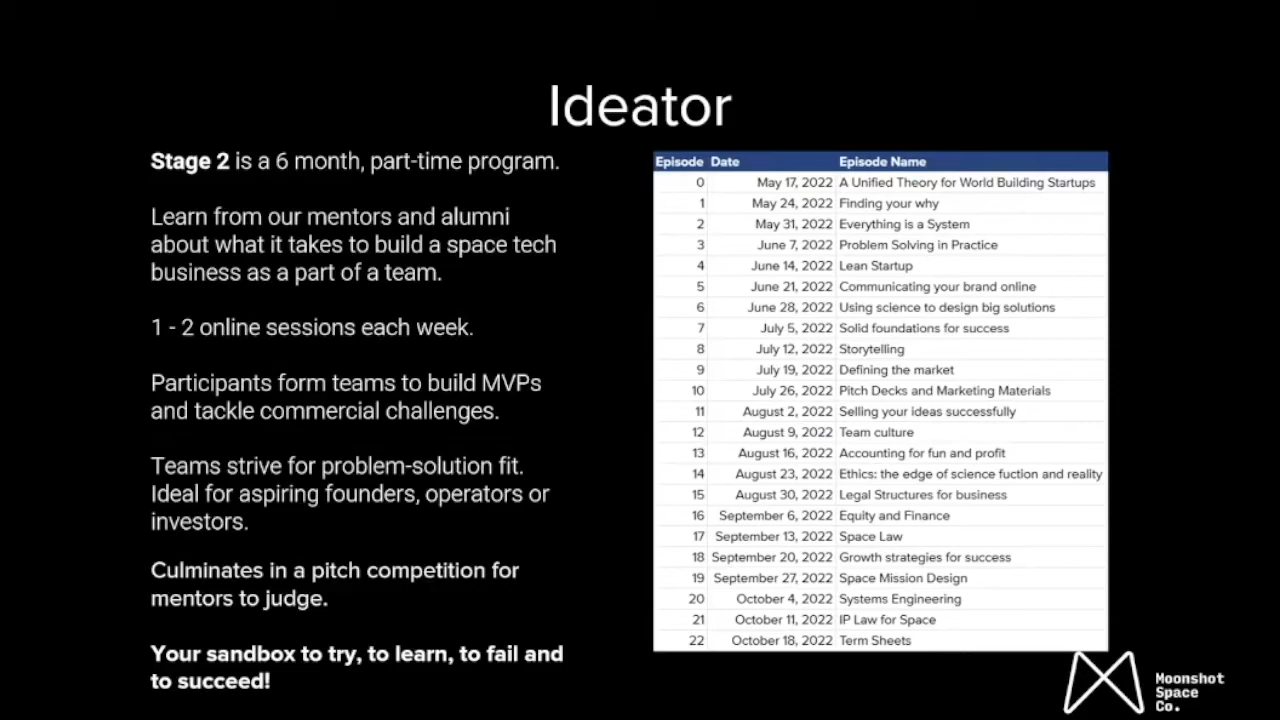 Ideator
Stage 2 is a 6 month, part-time program.
Learn from our mentors and alumni
about what it takes to build a space tech
business as a part of a team.
1 - 2 online sessions each week.
Participants form teams to build MVPs
and tackle commercial challenges.
Teams strive for problem-solution fit.
Ideal for aspiring founders, operators or
investors.
Culminates in a pitch competition for
mentors to judge.
Your sandbox to try, to learn, to fail and
to succeed!
Episode Date Episode Name
0 May 17, 2022 A Unified Theory for World Building Startups
1 May 24, 2022 Finding your why
2 May 31, 2022 Everything is a System
3 June 7, 2022 Problem Solving in Practice
4 June 14, 2022 Lean Startup
5 June 21, 2022 Communicating your brand online
6 June 28, 2022 Using science to design big solutions
7 July 5, 2022 Solid foundations for success
8 July 12, 2022 Storytelling
9 July 19, 2022 Defining the market
10 July 26, 2022 Pitch Decks and Marketing Materials
11 August 2, 2022 Selling your ideas successfully
12 August 9, 2022 Team culture
13 August 16, 2022 Accounting for fun and profit
14 August 23, 2022 Ethics: the edge of science fuction and reality
15 August 30, 2022 Legal Structures for business
16 September 6, 2022 Equity and Finance
17 September 13, 2022 Space Law
18 September 20, 2022 Growth strategies for success
19 September 27, 2022 Space Mission Design
20 October 4, 2022 Systems Engineering
21 October 11, 2022 IP Law for Space
22 October 18, 2022 Term Sheets
Moonshot
Space
Co.